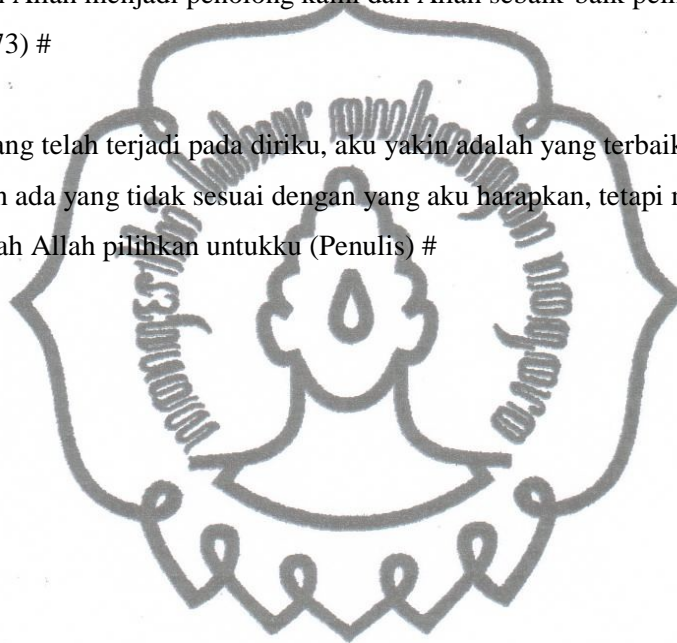 Allah menjadi penolong kami dan Allah sebaik-baik
73) #
ang telah terjadi pada diriku, aku yakin adalah yang terbaik
ada yang tidak sesuai dengan yang aku harapkan, tetapi
ah Allah pilihkan untukku (Penulis) #